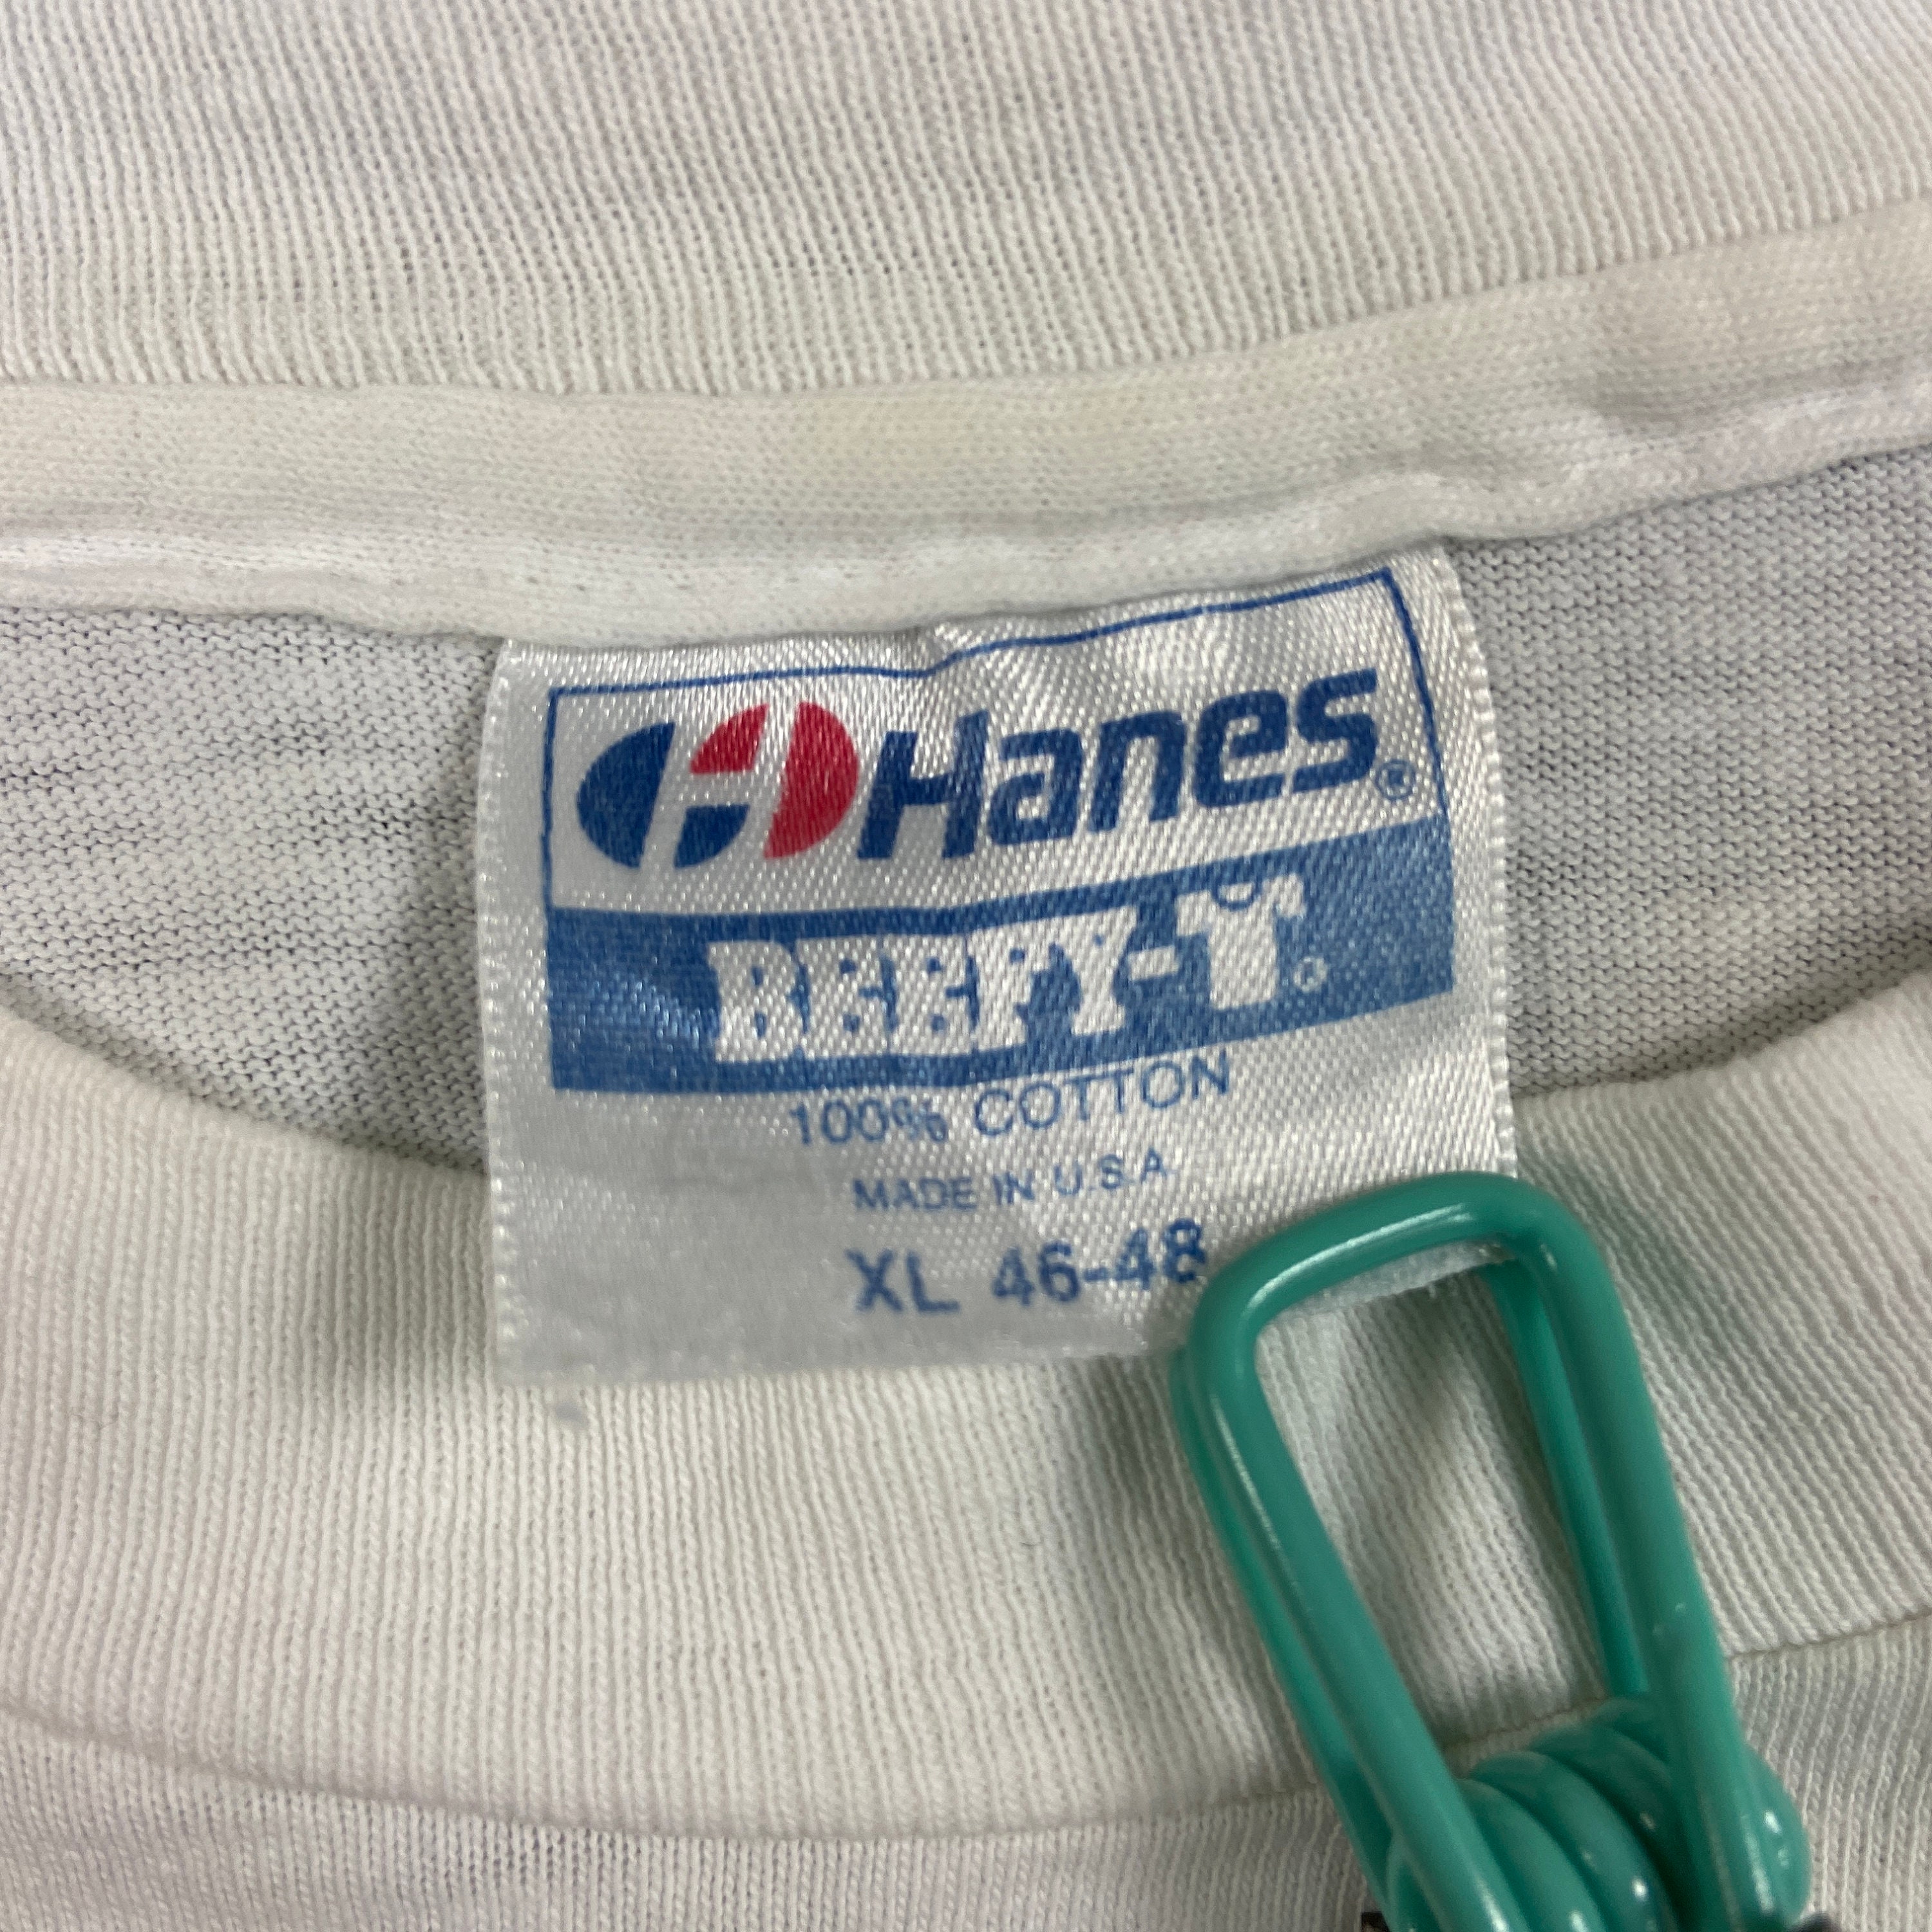 Hanes®
BEEFY-T®
100% COTTON
MADE IN U.S.A.
XL 46-48